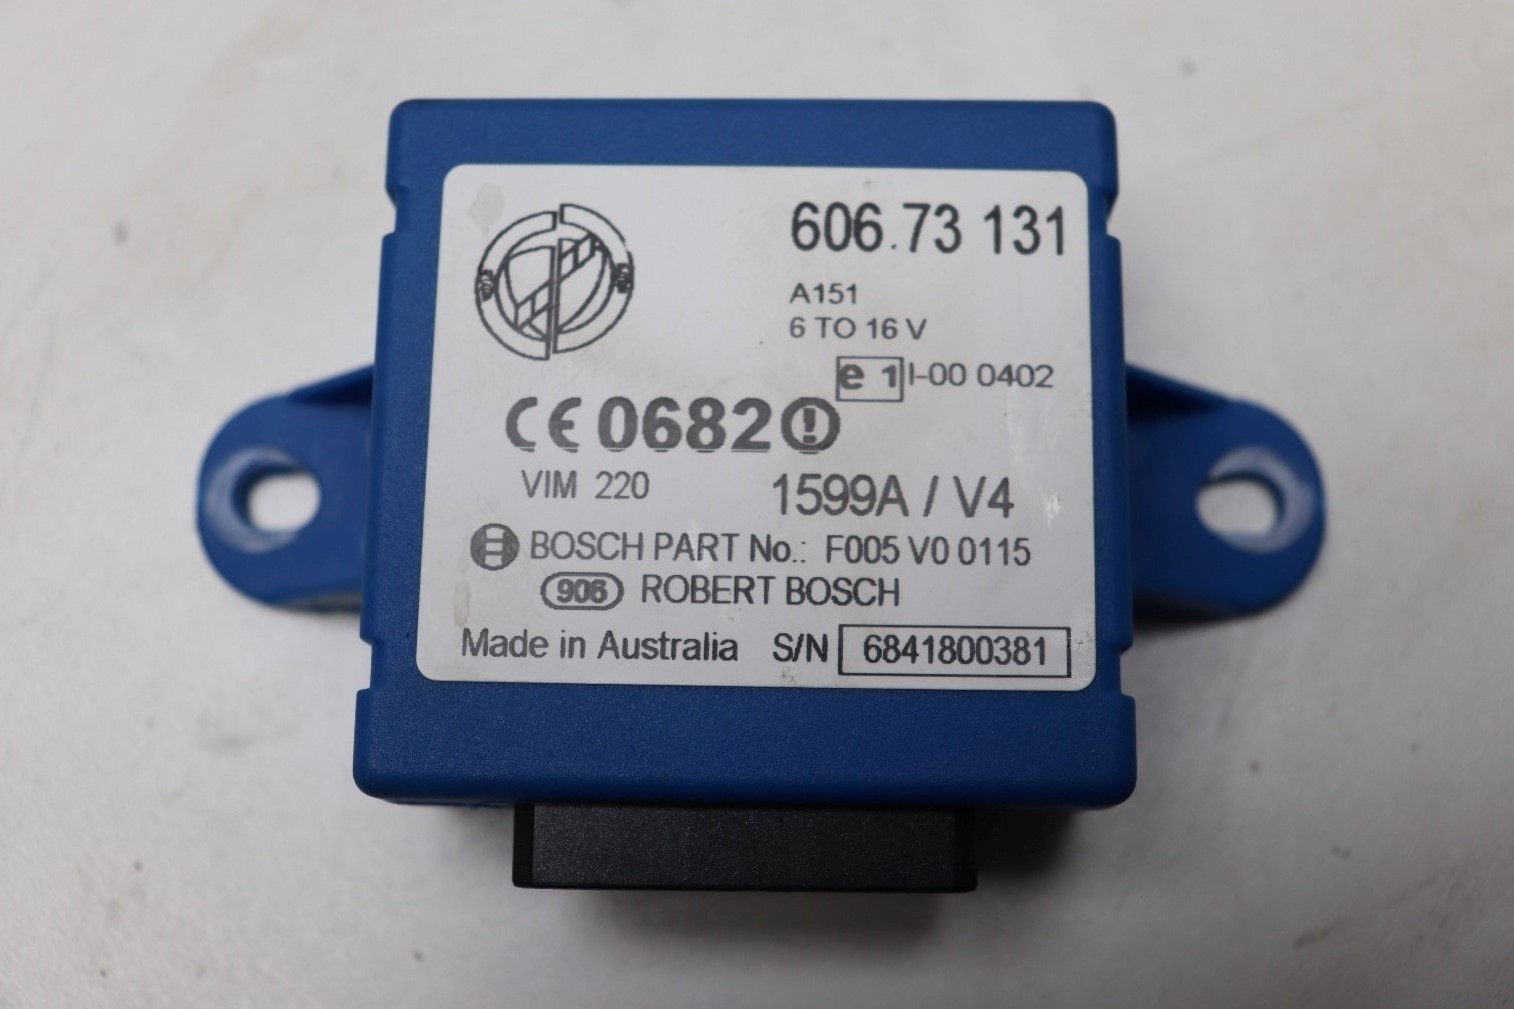 606.73 131
A151
6 TO 16 V
e 1 I-00 0402
CE 0682
VIM 220 1599A / V4
BOSCH PART No.: F005 V0 0115
906 ROBERT BOSCH
Made in Australia S/N 6841800381